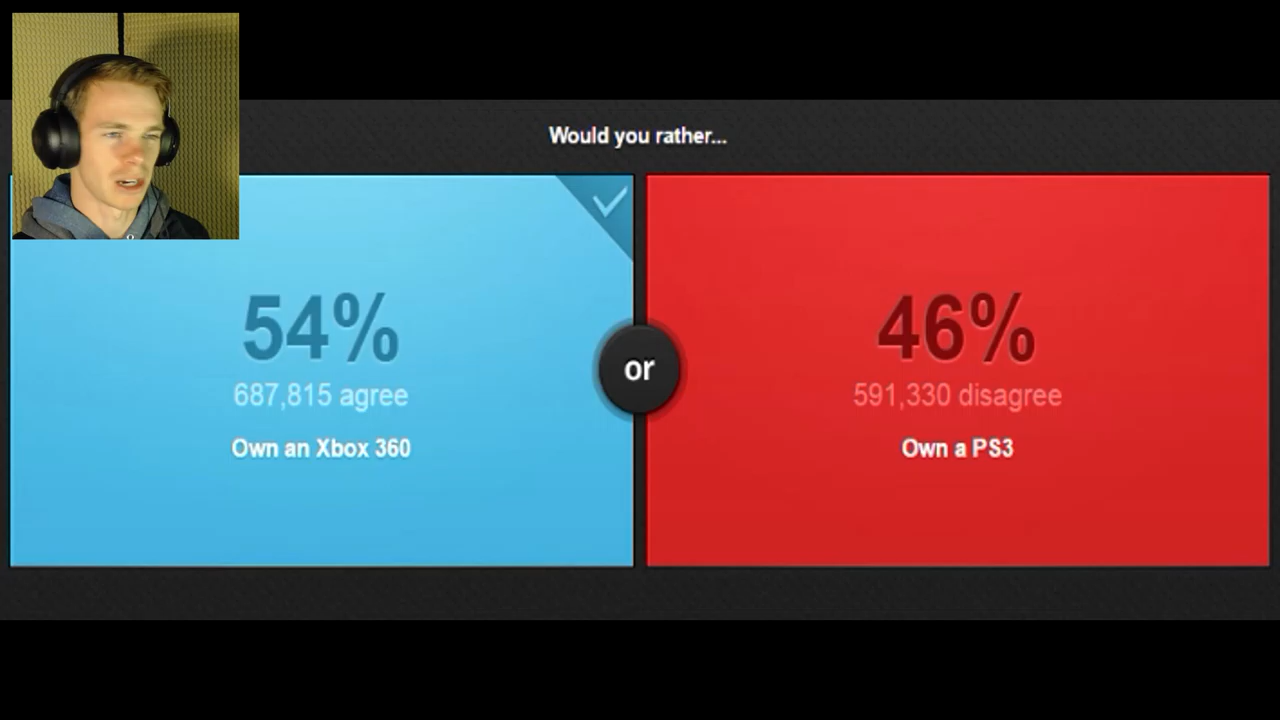 Would you rather...
54%
687,815 agree
Own an Xbox 360
or
46%
591,330 disagree
Own a PS3